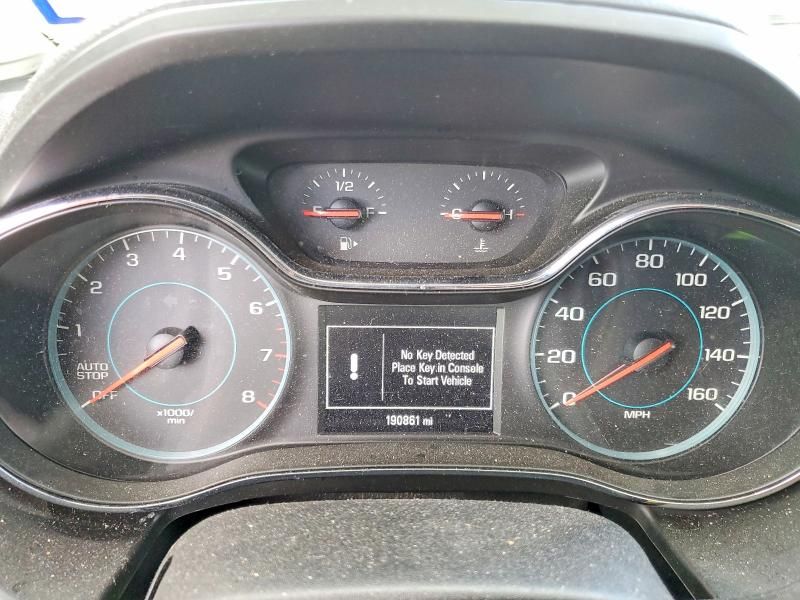 1/2
E F
C H
1 2 3 4 5 6 7 8
AUTO
STOP
OFF
x1000/
min
!
No Key Detected
Place Key in Console
To Start Vehicle
190861 mi
0 20 40 60 80 100 120 140 160
MPH